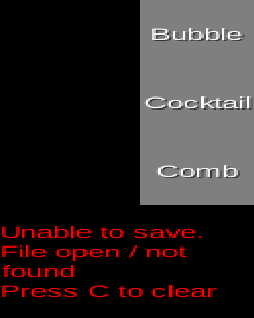 Bubble
Cocktail
Comb
Unable to save.
File open / not
found
Press C to clear